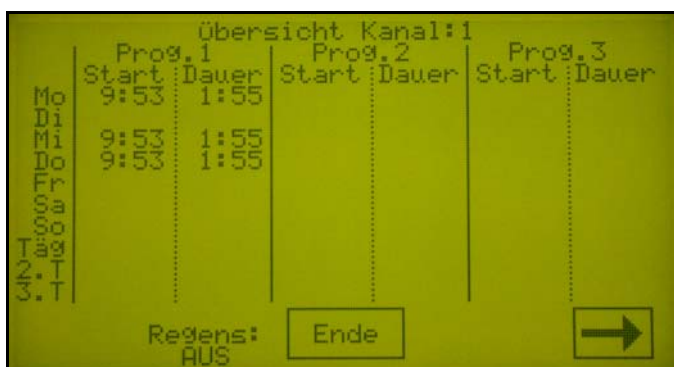 Übersicht Kanal:1
Prog.1 Prog.2 Prog.3
Start Dauer Start Dauer Start Dauer
Mo 9:53 1:55
Di
Mi 9:53 1:55
Do 9:53 1:55
Fr
Sa
So
Täg
2.T
3.T
Regens: Ende
AUS